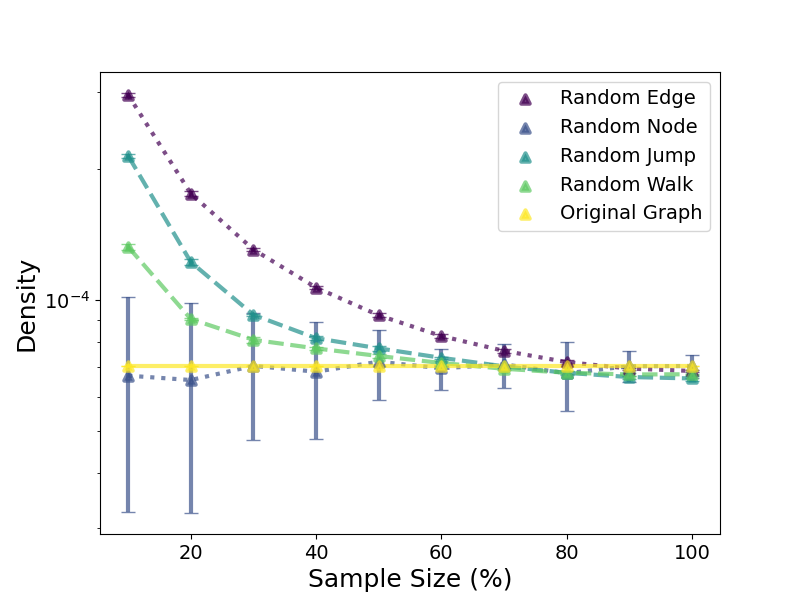 Random Edge
Random Node
Random Jump
Random Walk
Original Graph
Density
10⁻⁴
20 40 60 80 100
Sample Size (%)